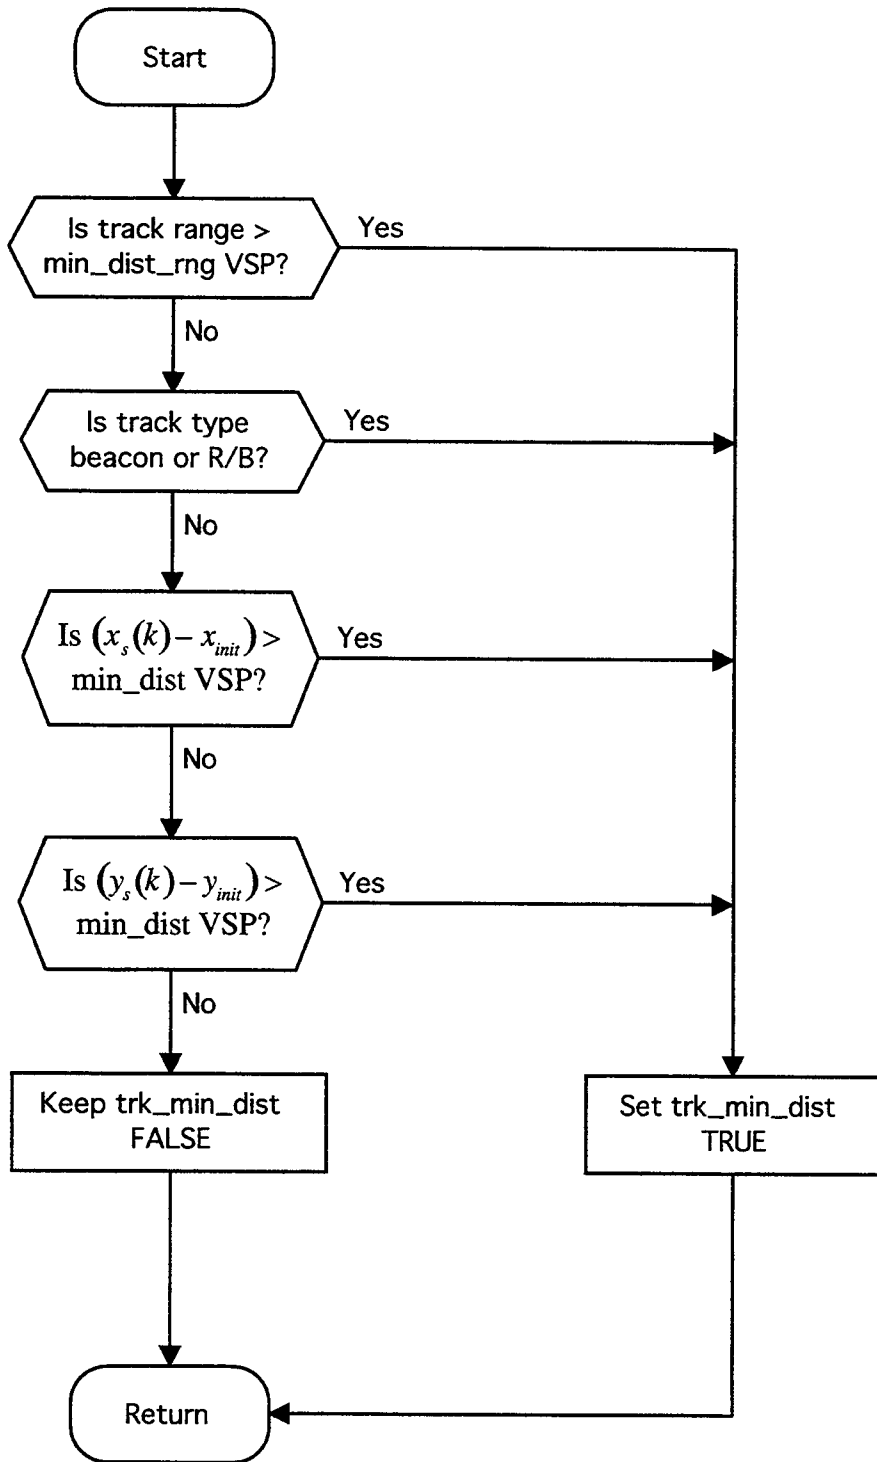 Start
Is track range >
min_dist_rng VSP?
Yes
No
Is track type
beacon or R/B?
Yes
No
Is (x_s(k) – x_init) >
min_dist VSP?
Yes
No
Is (y_s(k) – y_init) >
min_dist VSP?
Yes
No
Keep trk_min_dist
FALSE
Set trk_min_dist
TRUE
Return